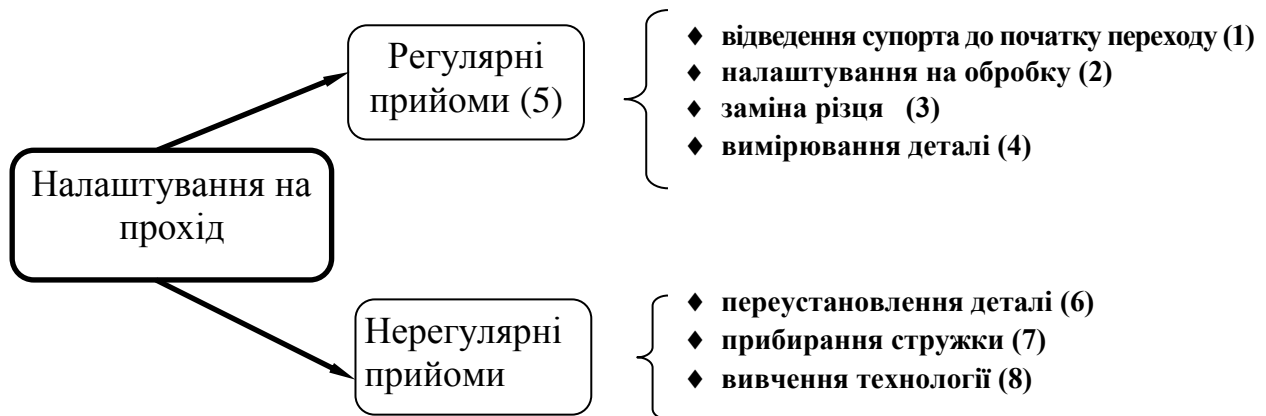 Налаштування на
прохід
Регулярні
прийоми (5)
♦ відведення супорта до початку переходу (1)
♦ налаштування на обробку (2)
♦ заміна різця (3)
♦ вимірювання деталі (4)
Нерегулярні
прийоми
♦ переустановлення деталі (6)
♦ прибирання стружки (7)
♦ вивчення технології (8)